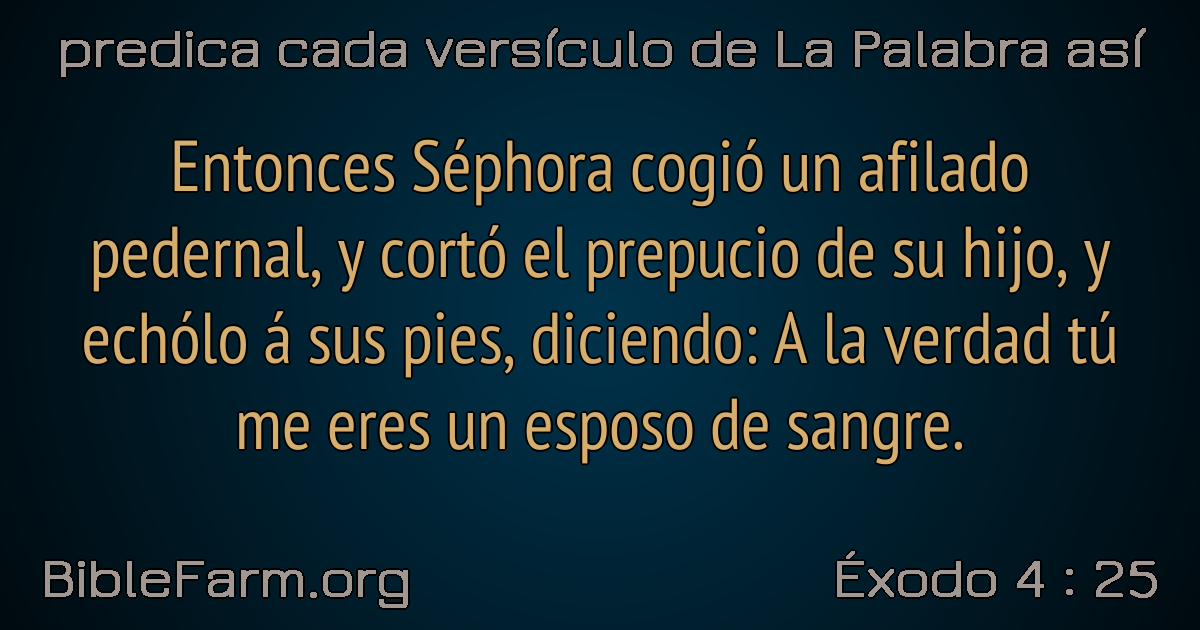 predica cada versículo de La Palabra así
Entonces Séphora cogió un afilado
pedernal, y cortó el prepucio de su hijo, y
echólo á sus pies, diciendo: A la verdad tú
me eres un esposo de sangre.
BibleFarm.org
Éxodo 4 : 25